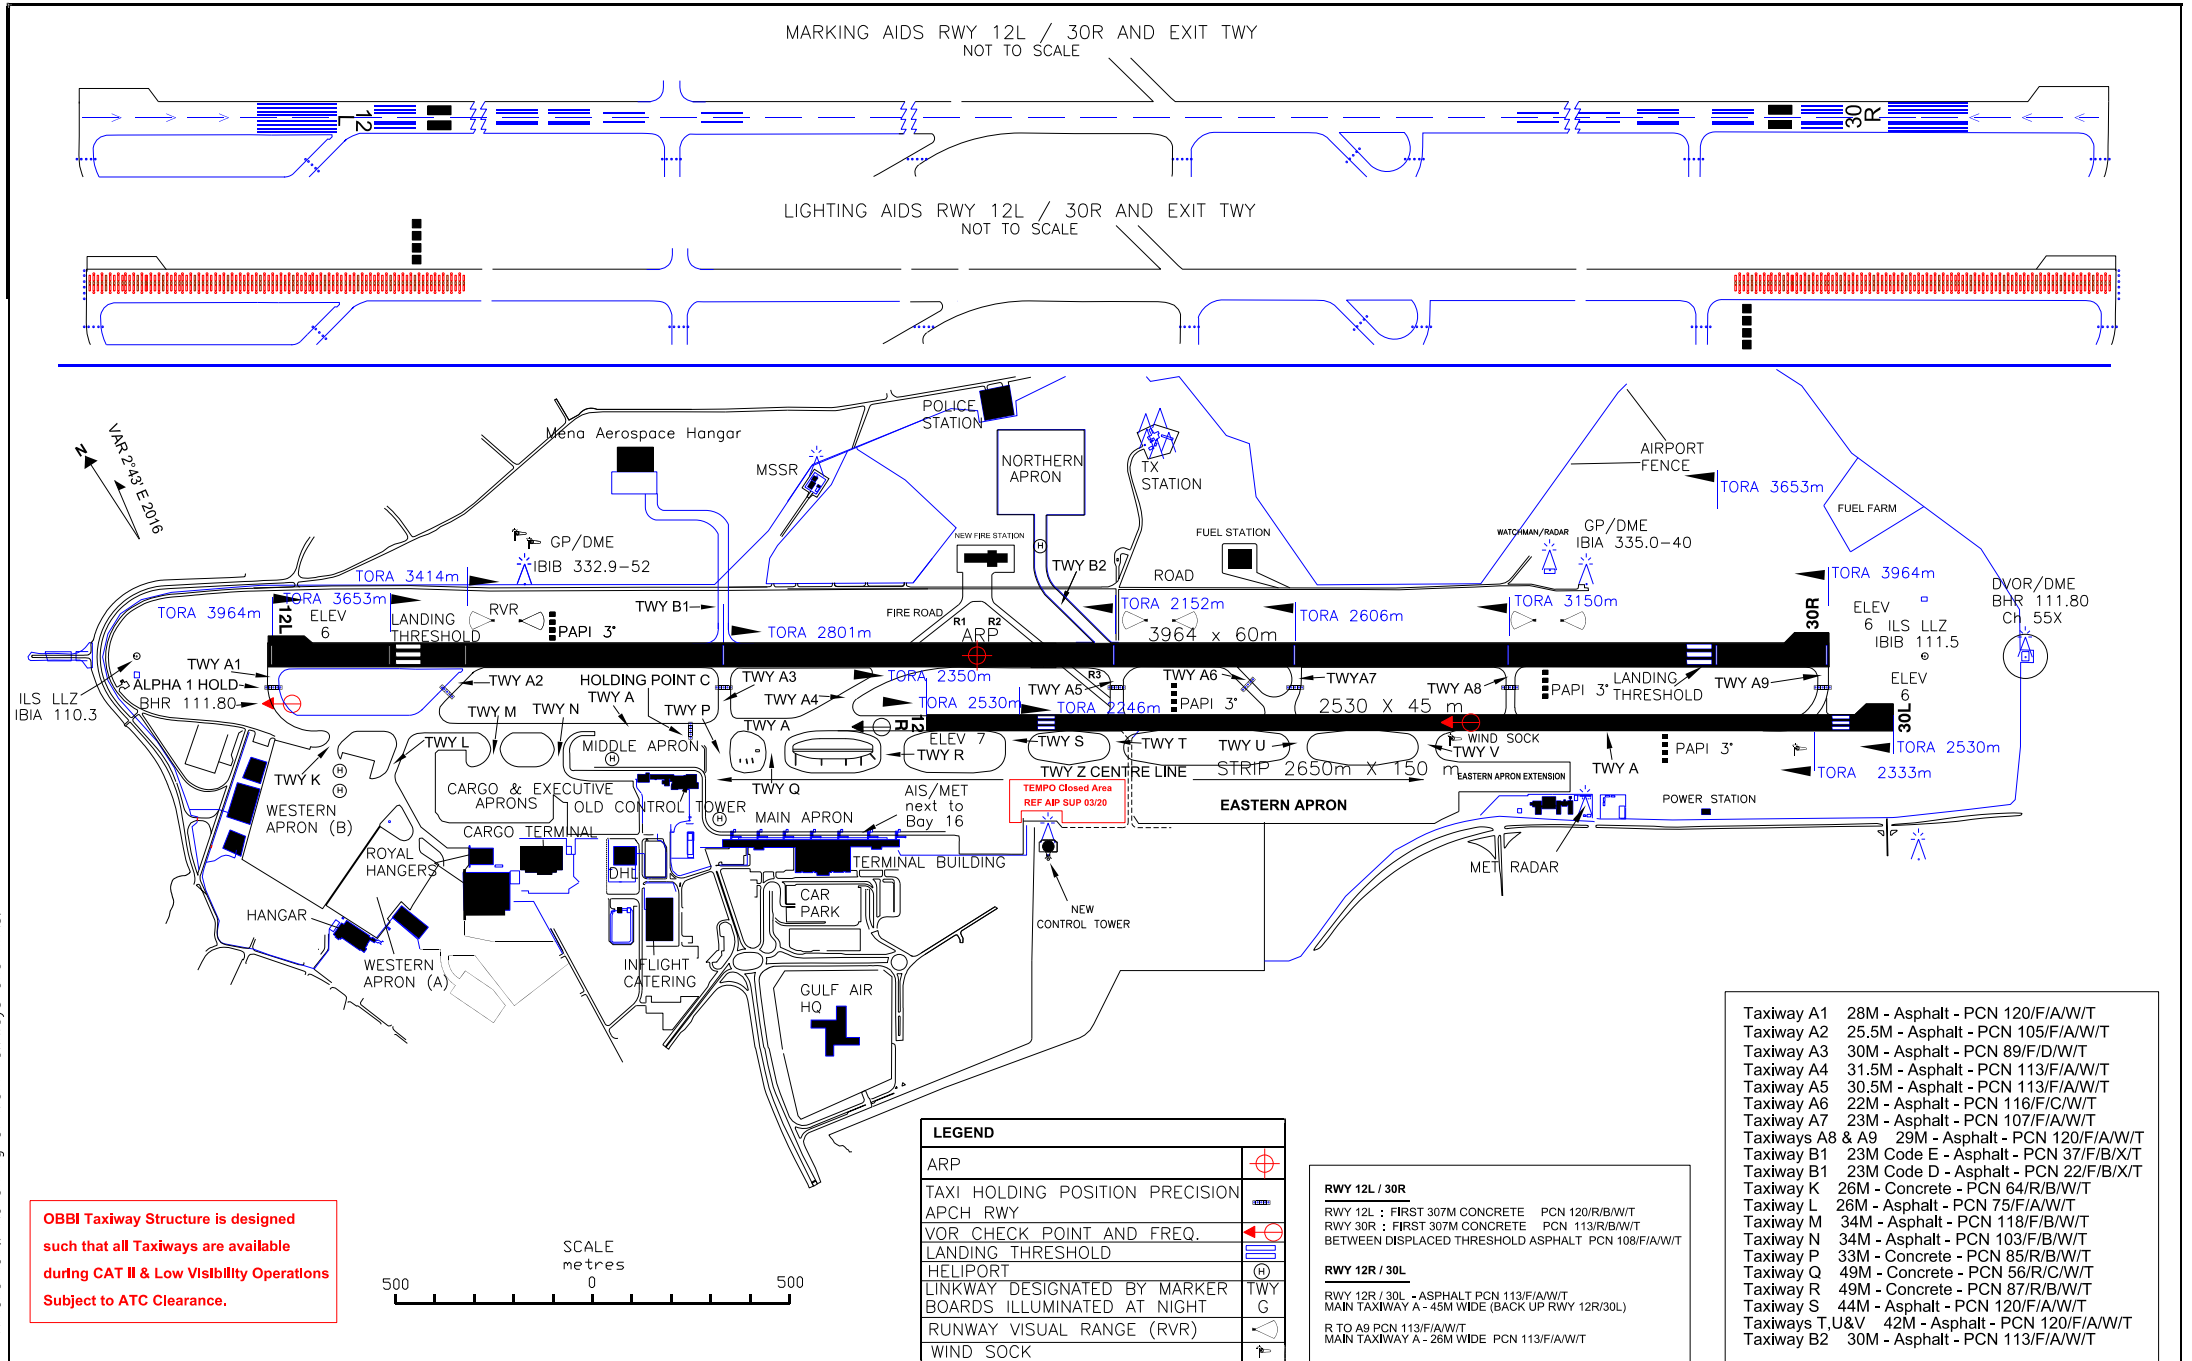 MARKING AIDS RWY 12L / 30R AND EXIT TWY
NOT TO SCALE
12
L
30
R
LIGHTING AIDS RWY 12L / 30R AND EXIT TWY
NOT TO SCALE
N
VAR 2°43' E 2016
Mena Aerospace Hangar
POLICE
STATION
MSSR
NORTHERN
APRON
TX
STATION
AIRPORT
FENCE
TORA 3653m
FUEL FARM
GP/DME
IBIB 332.9-52
NEW FIRE STATION
FUEL STATION
WATCHMAN/RADAR
GP/DME
IBIA 335.0-40
TORA 3414m
TWY B2
ROAD
TORA 3964m
DVOR/DME
BHR 111.80
Ch 55X
TORA 3964m
12L
TORA 3653m
ELEV
6
LANDING
THRESHOLD
RVR
PAPI 3°
TWY B1
TORA 2801m
FIRE ROAD
R1
R2
ARP
TORA 2152m
3964 x 60m
TORA 2606m
TORA 3150m
30R
ELEV
6
ILS LLZ
IBIB 111.5
TWY A1
ALPHA 1 HOLD
BHR 111.80
ILS LLZ
IBIA 110.3
TWY A2
HOLDING POINT C
TWY A
TWY A3
TWY A4
TORA 2350m
TWY A5
R3
TWY A6
TWYA7
TWY A8
PAPI 3°
LANDING
THRESHOLD
TWY A9
ELEV
6
TWY M
TWY N
TWY P
TWY A
R
12
TORA 2530m
TORA 2246m
PAPI 3°
2530 X 45 m
30L
TWY L
MIDDLE APRON
ELEV 7
TWY R
TWY S
TWY T
TWY U
WIND SOCK
TWY V
TWY A
PAPI 3°
TORA 2530m
TORA 2333m
TWY K
WESTERN
APRON (B)
CARGO & EXECUTIVE
APRONS
OLD CONTROL TOWER
TWY Q
TWY Z CENTRE LINE
STRIP 2650m X 150 m
EASTERN APRON EXTENSION
TEMPO Closed Area
REF AIP SUP 03/20
EASTERN APRON
POWER STATION
AIS/MET
next to
Bay 16
MAIN APRON
CARGO TERMINAL
ROYAL
HANGERS
DHL
TERMINAL BUILDING
MET RADAR
HANGAR
CAR
PARK
NEW
CONTROL TOWER
WESTERN
APRON (A)
INFLIGHT
CATERING
GULF AIR
HQ
Taxiway A1 28M - Asphalt - PCN 120/F/A/W/T
Taxiway A2 25.5M - Asphalt - PCN 105/F/A/W/T
Taxiway A3 30M - Asphalt - PCN 89/F/D/W/T
Taxiway A4 31.5M - Asphalt - PCN 113/F/A/W/T
Taxiway A5 30.5M - Asphalt - PCN 113/F/A/W/T
Taxiway A6 22M - Asphalt - PCN 116/F/C/W/T
Taxiway A7 23M - Asphalt - PCN 107/F/A/W/T
Taxiways A8 & A9 29M - Asphalt - PCN 120/F/A/W/T
Taxiway B1 23M Code E - Asphalt - PCN 37/F/B/X/T
Taxiway B1 23M Code D - Asphalt - PCN 22/F/B/X/T
Taxiway K 26M - Concrete - PCN 64/R/B/W/T
Taxiway L 26M - Asphalt - PCN 75/F/A/W/T
Taxiway M 34M - Asphalt - PCN 118/F/B/W/T
Taxiway N 34M - Asphalt - PCN 103/F/B/W/T
Taxiway P 33M - Concrete - PCN 85/R/B/W/T
Taxiway Q 49M - Concrete - PCN 56/R/C/W/T
Taxiway R 49M - Concrete - PCN 87/R/B/W/T
Taxiway S 44M - Asphalt - PCN 120/F/A/W/T
Taxiways T,U&V 42M - Asphalt - PCN 120/F/A/W/T
Taxiway B2 30M - Asphalt - PCN 113/F/A/W/T
LEGEND
ARP
TAXI HOLDING POSITION PRECISION
APCH RWY
VOR CHECK POINT AND FREQ.
LANDING THRESHOLD
HELIPORT H
LINKWAY DESIGNATED BY MARKER TWY
BOARDS ILLUMINATED AT NIGHT G
RUNWAY VISUAL RANGE (RVR)
WIND SOCK
RWY 12L / 30R
RWY 12L : FIRST 307M CONCRETE PCN 120/R/B/W/T
RWY 30R : FIRST 307M CONCRETE PCN 113/R/B/W/T
BETWEEN DISPLACED THRESHOLD ASPHALT PCN 108/F/A/W/T
RWY 12R / 30L
RWY 12R / 30L - ASPHALT PCN 113/F/A/W/T
MAIN TAXIWAY A - 45M WIDE (BACK UP RWY 12R/30L)
R TO A9 PCN 113/F/A/W/T
MAIN TAXIWAY A - 26M WIDE PCN 113/F/A/W/T
OBBI Taxiway Structure is designed
such that all Taxiways are available
during CAT II & Low Visibility Operations
Subject to ATC Clearance.
SCALE
metres
500 0 500